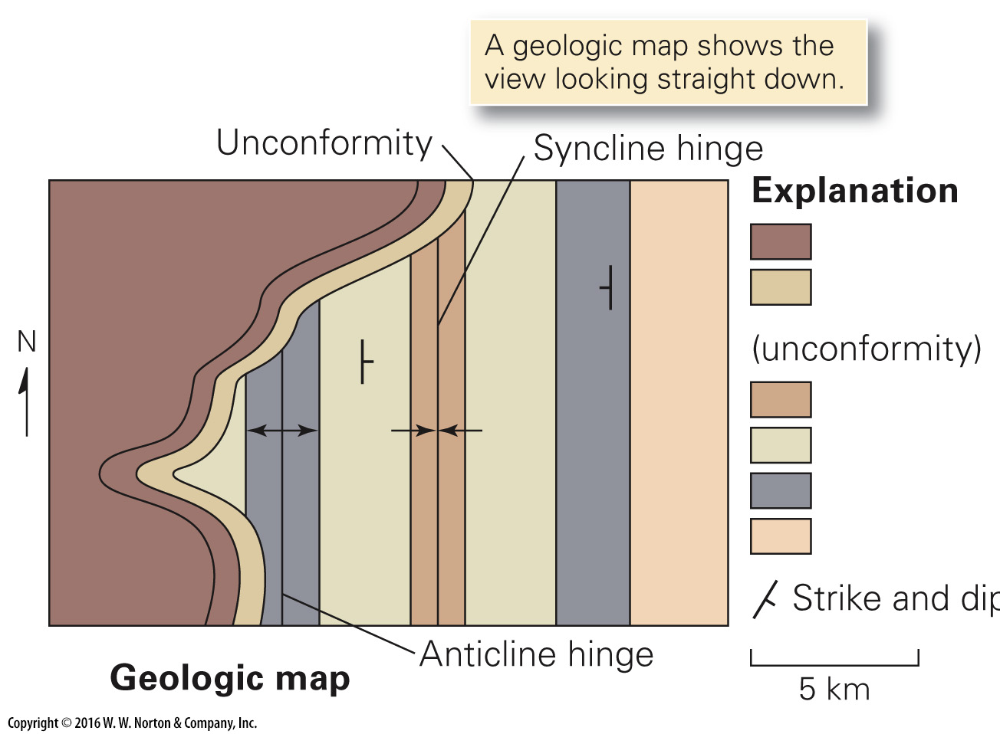 A geologic map shows the
view looking straight down.
Unconformity
Syncline hinge
Explanation
N
(unconformity)
Strike and dip
Anticline hinge
Geologic map
5 km
Copyright © 2016 W. W. Norton & Company, Inc.